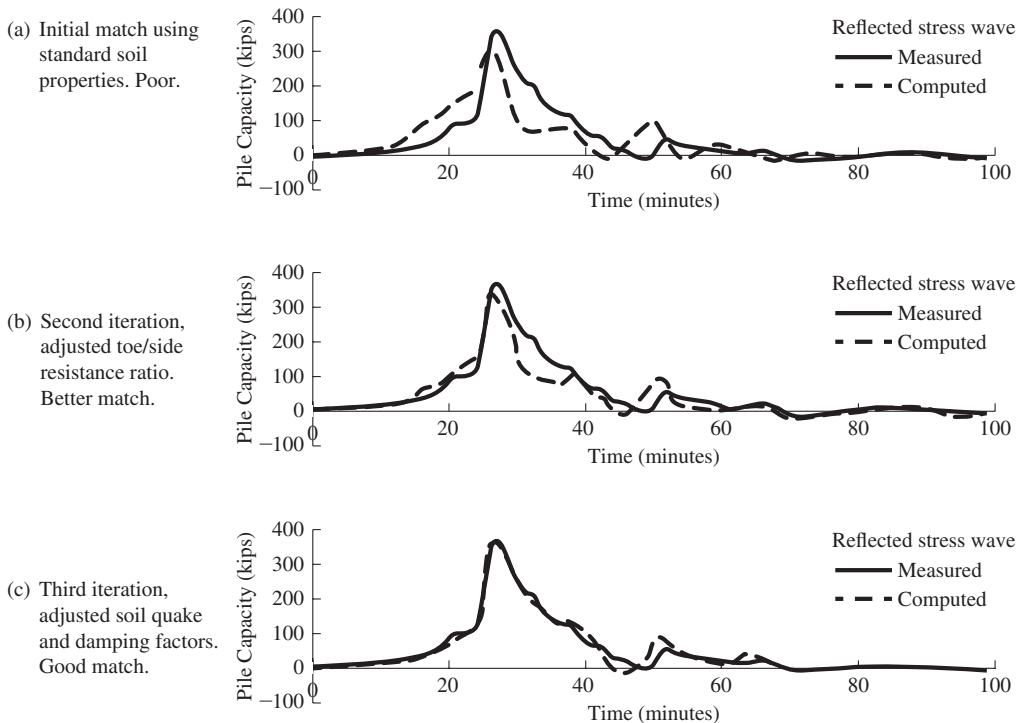 (a) Initial match using
standard soil
properties. Poor.
Pile Capacity (kips)
400
300
200
100
0
−100
0
20
40
60
80
100
Time (minutes)
Reflected stress wave
Measured
Computed
(b) Second iteration,
adjusted toe/side
resistance ratio.
Better match.
Pile Capacity (kips)
400
300
200
100
0
−100
0
20
40
60
80
100
Time (minutes)
Reflected stress wave
Measured
Computed
(c) Third iteration,
adjusted soil quake
and damping factors.
Good match.
Pile Capacity (kips)
400
300
200
100
0
−100
0
20
40
60
80
100
Time (minutes)
Reflected stress wave
Measured
Computed